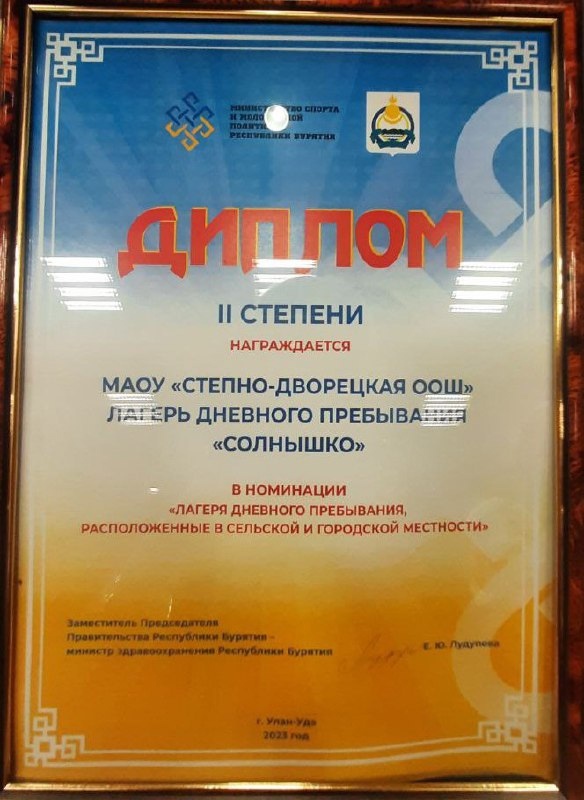 МИНИСТЕРСТВО СПОРТА
И МОЛОДЕЖНОЙ
ПОЛИТИКИ
РЕСПУБЛИКИ БУРЯТИЯ
ДИПЛОМ
II СТЕПЕНИ
НАГРАЖДАЕТСЯ
МАОУ «СТЕПНО-ДВОРЕЦКАЯ ООШ»
ЛАГЕРЬ ДНЕВНОГО ПРЕБЫВАНИЯ
«СОЛНЫШКО»
В НОМИНАЦИИ
«ЛАГЕРЯ ДНЕВНОГО ПРЕБЫВАНИЯ,
РАСПОЛОЖЕННЫЕ В СЕЛЬСКОЙ И ГОРОДСКОЙ МЕСТНОСТИ»
Заместитель Председателя
Правительства Республики Бурятия –
министр здравоохранения Республики Бурятия
Е. Ю. Лудупова
г. Улан-Удэ
2023 год